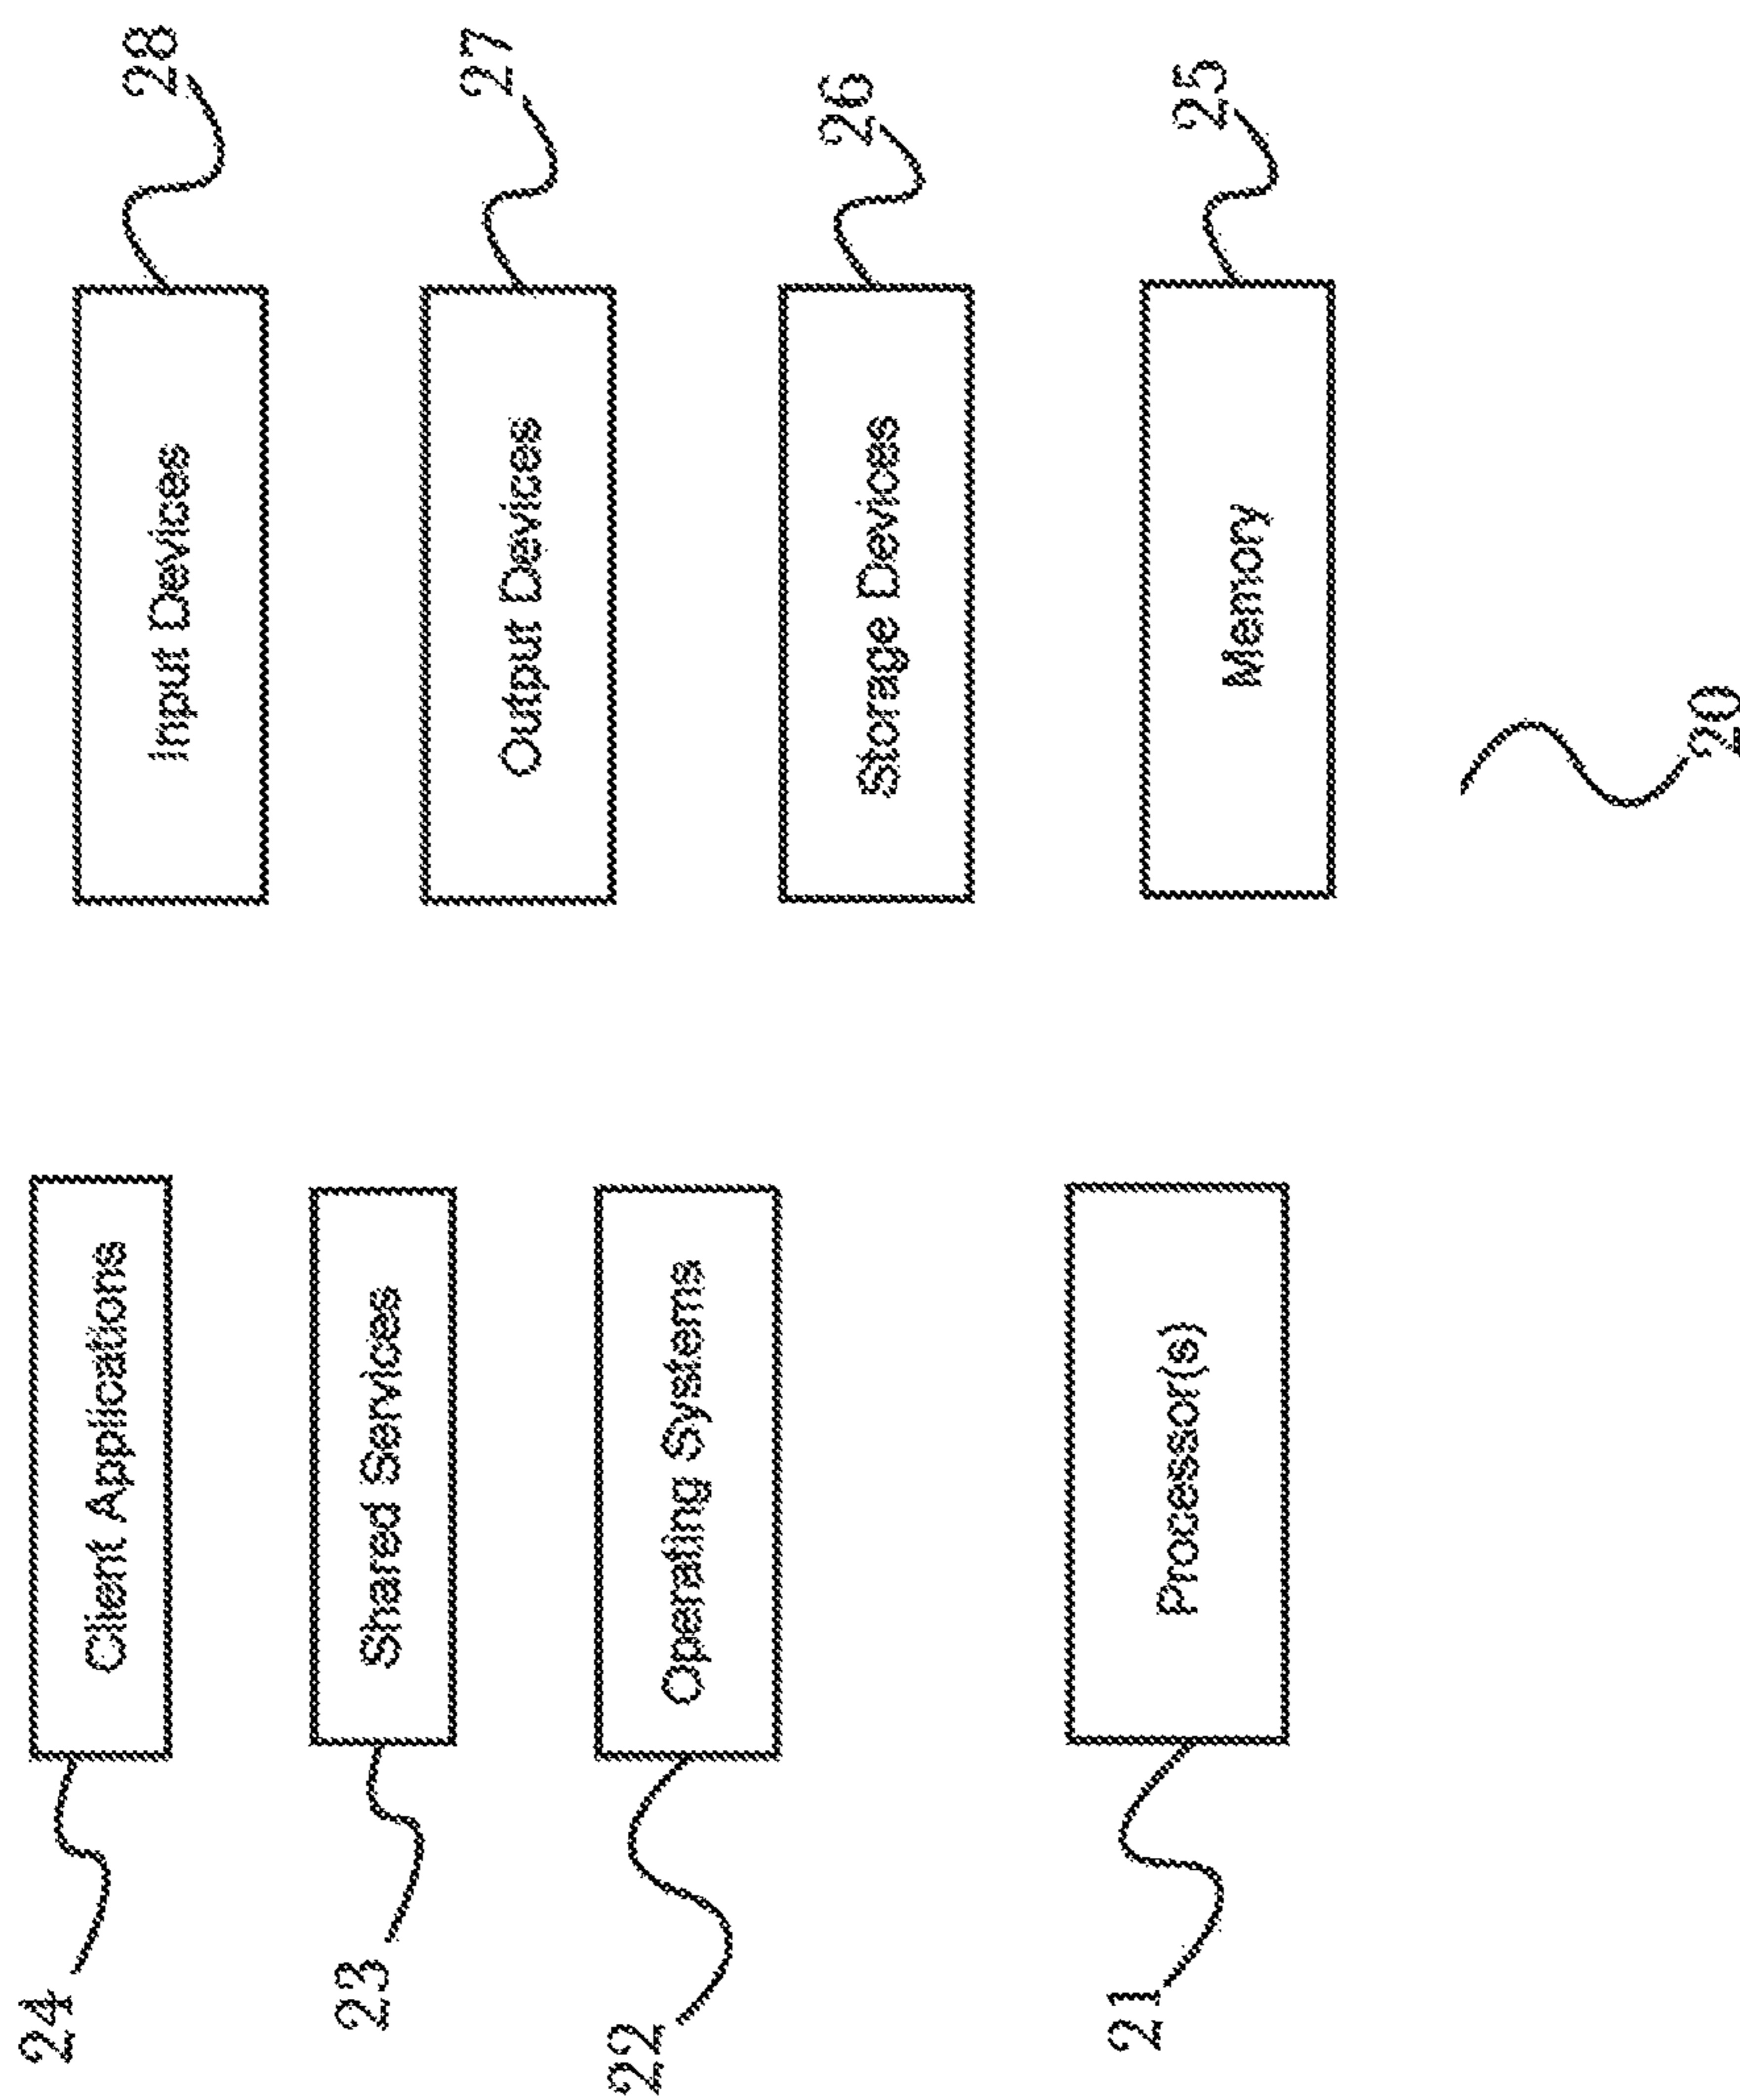 24
Client Applications
Input Devices
28
23
Shared Services
Output Devices
27
22
Operating Systems
Storage Devices
26
21
Processor(s)
Memory
25
20